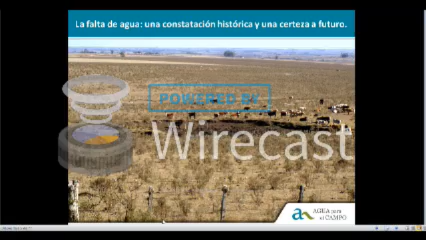 La falta de agua: una constatación histórica y una certeza a futuro.
POWERED BY
Wirecast
AGUA para
el CAMPO